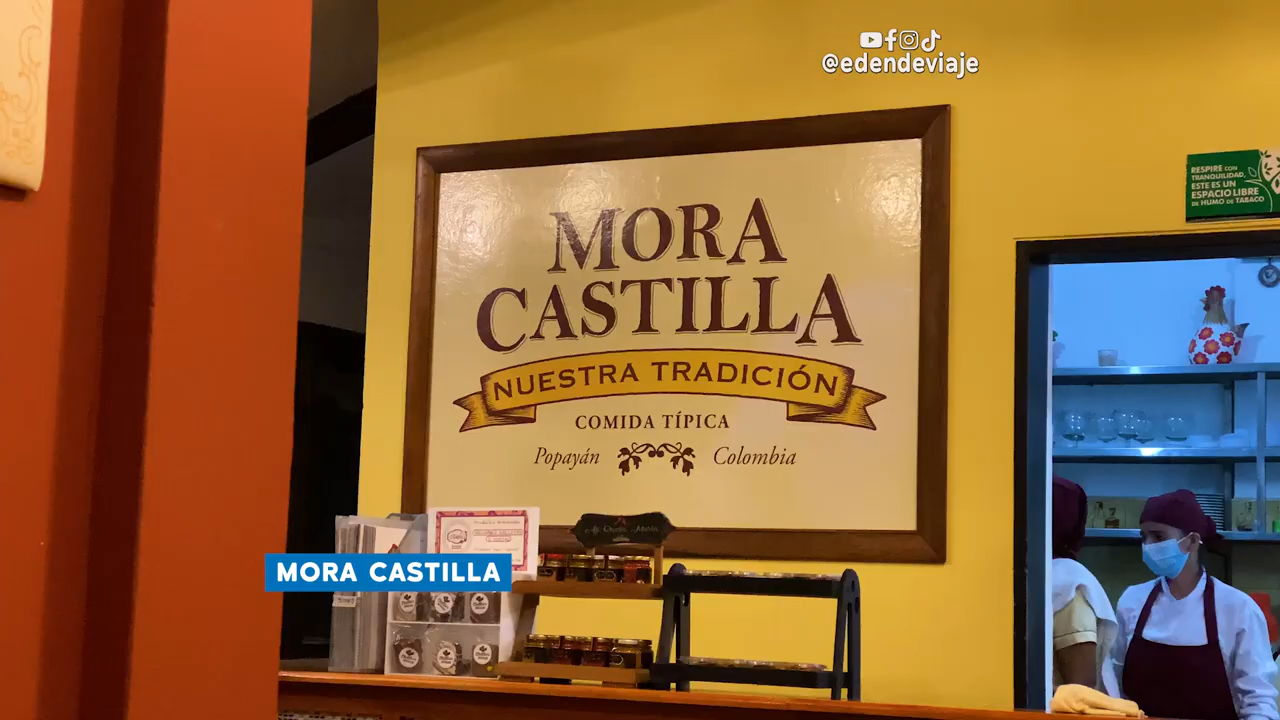 @edendeviaje
MORA
CASTILLA
NUESTRA TRADICIÓN
COMIDA TÍPICA
Popayán Colombia
RESPIRE CON
TRANQUILIDAD,
ESTE ES UN
ESPACIO LIBRE
DE HUMO DE TABACO
MORA CASTILLA